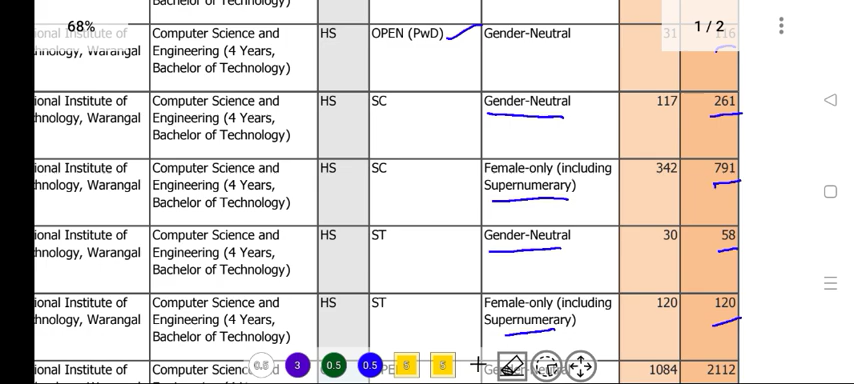 Bachelor of Technology)
68%
1 / 2
ional Institute of
hnology, Warangal
Computer Science and
Engineering (4 Years,
Bachelor of Technology)
HS
OPEN (PwD)
Gender-Neutral
31
116
ional Institute of
hnology, Warangal
Computer Science and
Engineering (4 Years,
Bachelor of Technology)
HS
SC
Gender-Neutral
117
261
ional Institute of
hnology, Warangal
Computer Science and
Engineering (4 Years,
Bachelor of Technology)
HS
SC
Female-only (including
Supernumerary)
342
791
ional Institute of
hnology, Warangal
Computer Science and
Engineering (4 Years,
Bachelor of Technology)
HS
ST
Gender-Neutral
30
58
ional Institute of
hnology, Warangal
Computer Science and
Engineering (4 Years,
Bachelor of Technology)
HS
ST
Female-only (including
Supernumerary)
120
120
0.5
3
0.5
0.5
ional Institute of
Computer Science
1084
2112